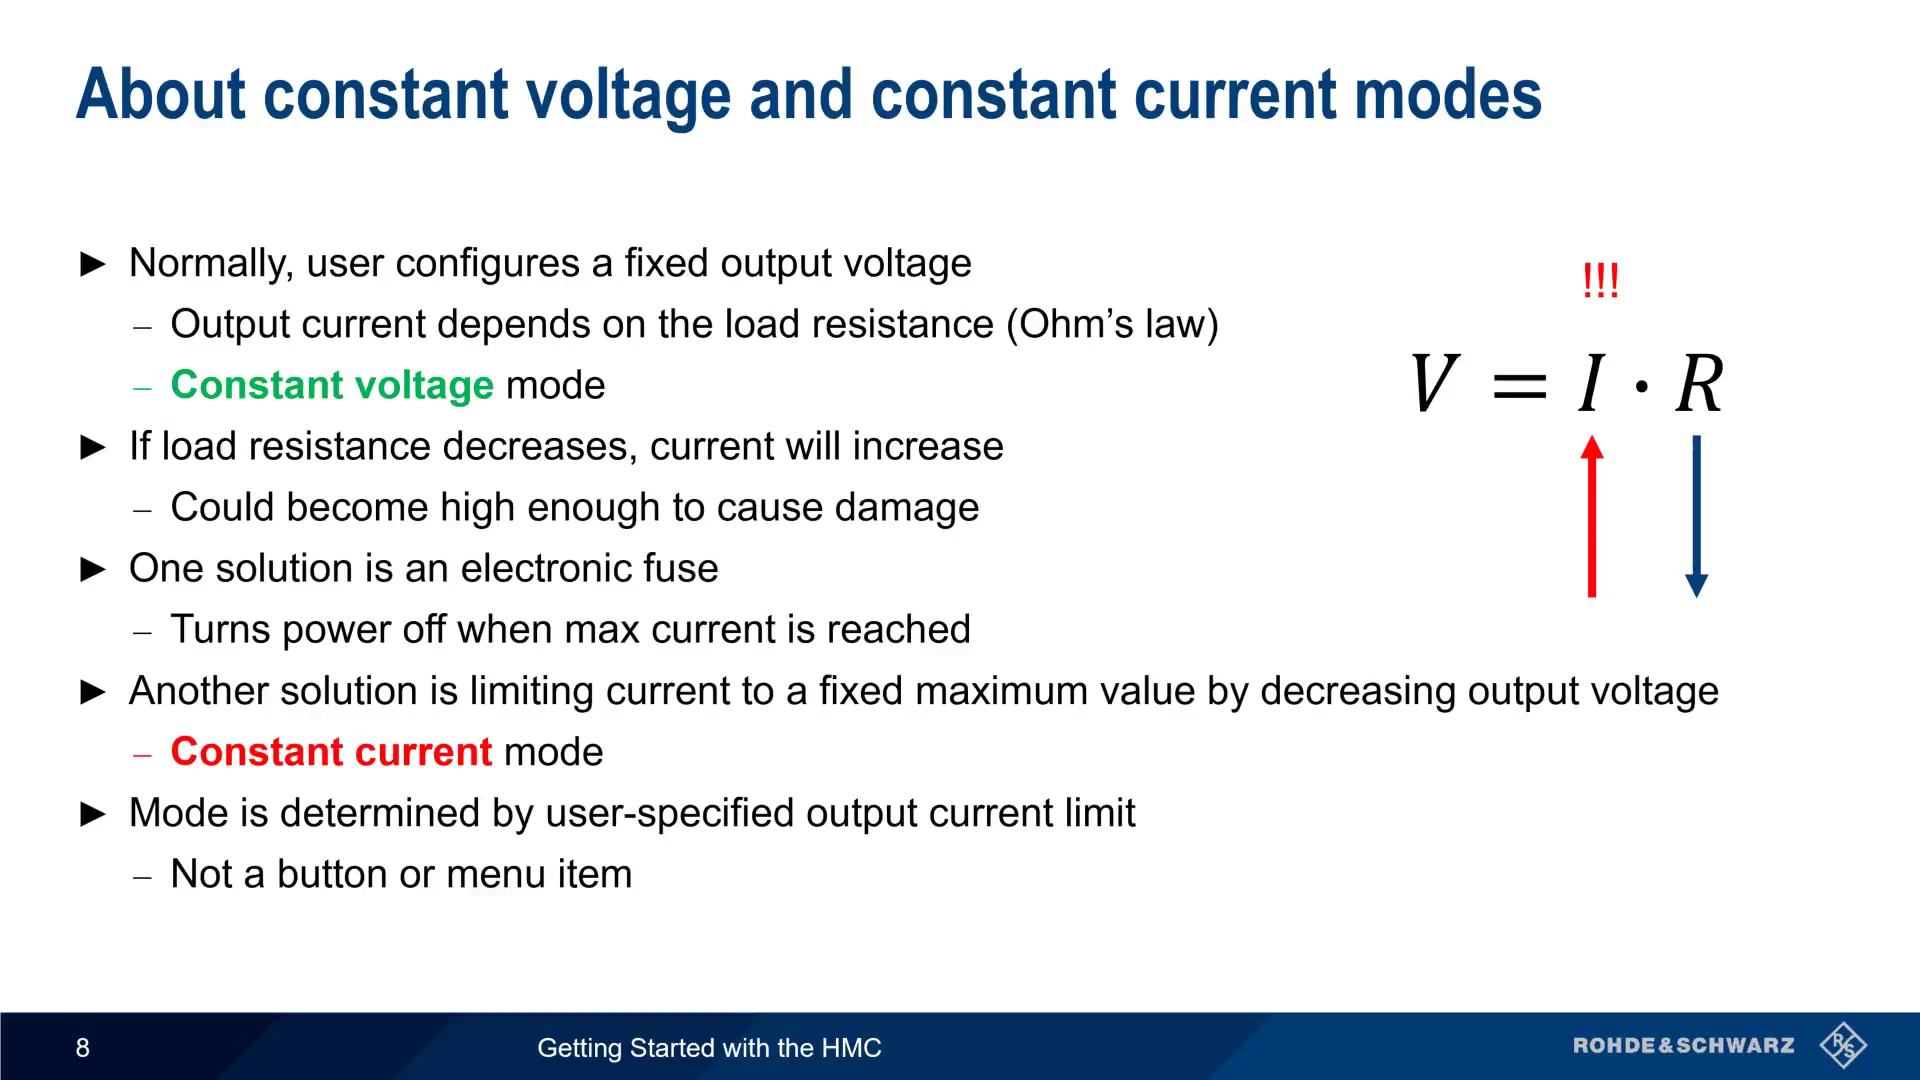 About constant voltage and constant current modes
► Normally, user configures a fixed output voltage
– Output current depends on the load resistance (Ohm’s law)
– Constant voltage mode
► If load resistance decreases, current will increase
– Could become high enough to cause damage
► One solution is an electronic fuse
– Turns power off when max current is reached
► Another solution is limiting current to a fixed maximum value by decreasing output voltage
– Constant current mode
► Mode is determined by user-specified output current limit
– Not a button or menu item
!!!
V = I · R
8
Getting Started with the HMC
ROHDE&SCHWARZ
R&S